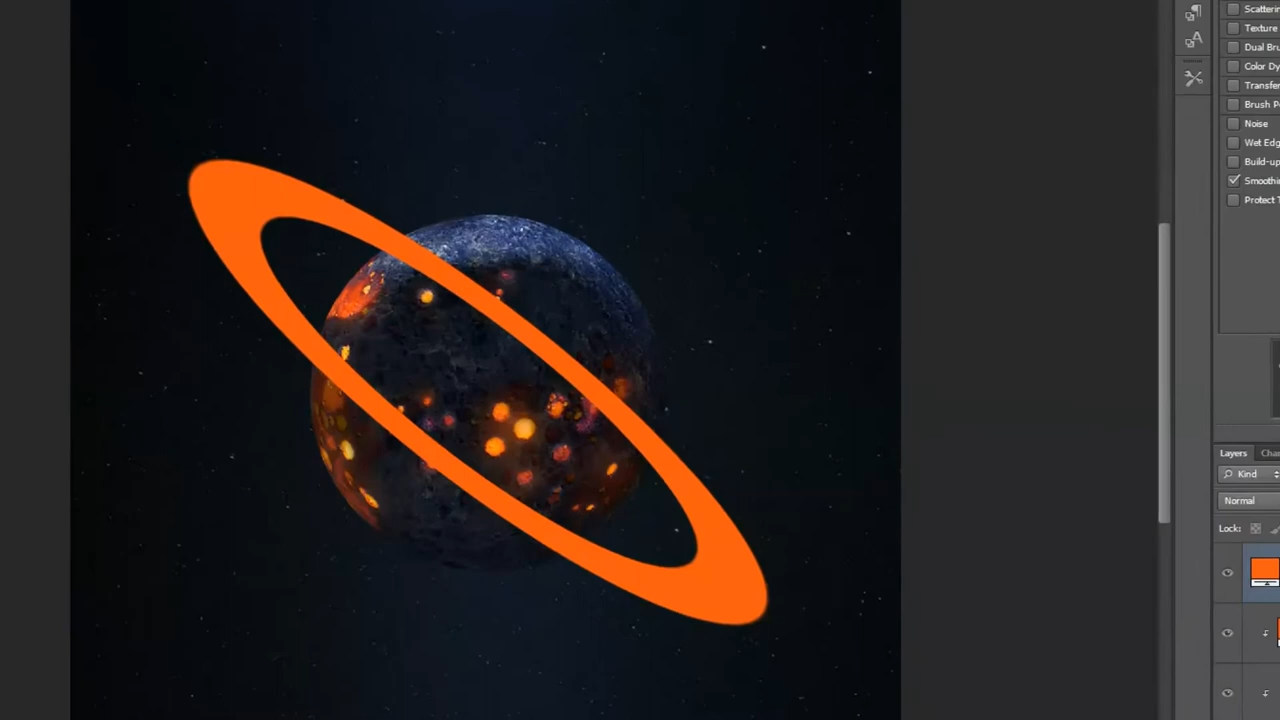 Scatterin
Texture
Dual Bru
Color Dy
Transfer
Brush P
Noise
Wet Edg
Build-up
Smoothi
Protect T
Layers Cha
Kind
Normal
Lock: